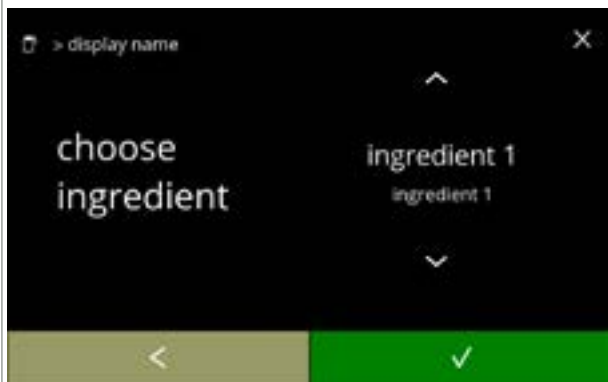 > display name
choose
ingredient
ingredient 1
ingredient 1